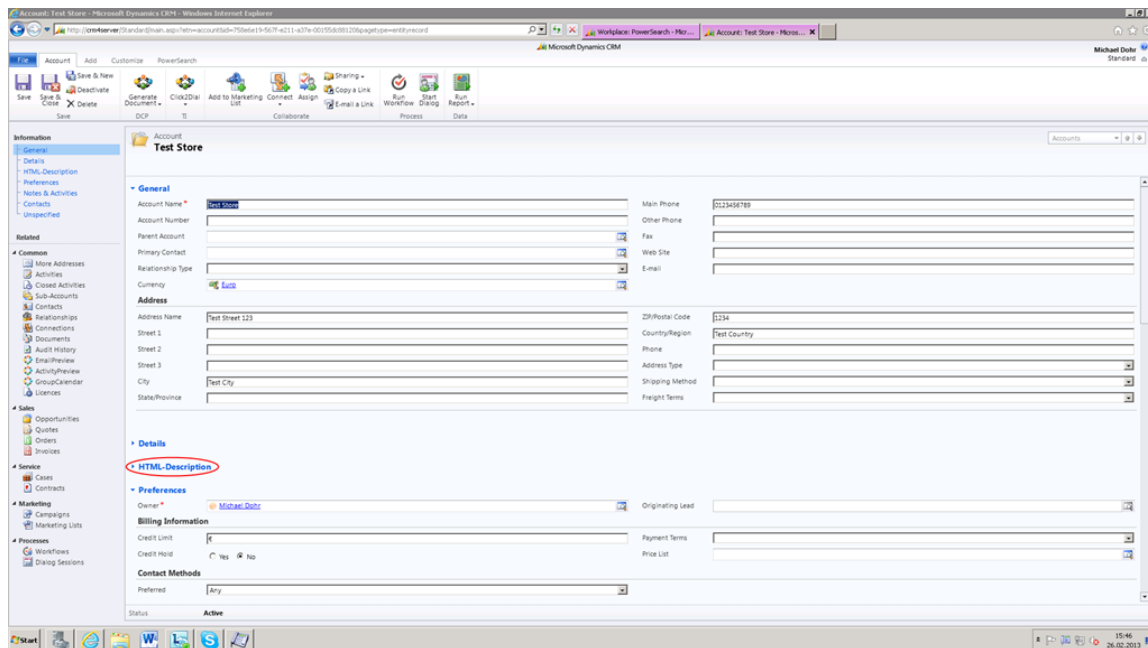 Account: Test Store - Microsoft Dynamics CRM - Windows Internet Explorer
Workplace: PowerSearch - Micr...
Account: Test Store - Micros...
Microsoft Dynamics CRM
Michael Dohr
Standard
File Account Add Customize PowerSearch
Save
Save & Close
Save & New
Deactivate
Delete
Generate Document
Click2Dial
Add to Marketing List
Connect
Assign
Sharing
Copy a Link
E-mail a Link
Run Workflow
Start Dialog
Run Report
Save DCP TI Collaborate Process Data
Information
General
Details
HTML-Description
Preferences
Notes & Activities
Contacts
Unspecified
Related
Common
More Addresses
Activities
Closed Activities
Sub-Accounts
Contacts
Relationships
Connections
Documents
Audit History
EmailPreview
ActivityPreview
GroupCalendar
Licences
Sales
Opportunities
Quotes
Orders
Invoices
Service
Cases
Contracts
Marketing
Campaigns
Marketing Lists
Processes
Workflows
Dialog Sessions
Account
Test Store
Accounts
General
Account Name * Test Store Main Phone 0123456789
Account Number Other Phone
Parent Account Fax
Primary Contact Web Site
Relationship Type E-mail
Currency Euro
Address
Address Name Test Street 123 ZIP/Postal Code 1234
Street 1 Country/Region Test Country
Street 2 Phone
Street 3 Address Type
City Test City Shipping Method
State/Province Freight Terms
Details
HTML-Description
Preferences
Owner * Michael Dohr Originating Lead
Billing Information
Credit Limit € Payment Terms
Credit Hold Yes No Price List
Contact Methods
Preferred Any
Status Active
Start
15:46
26.02.2013